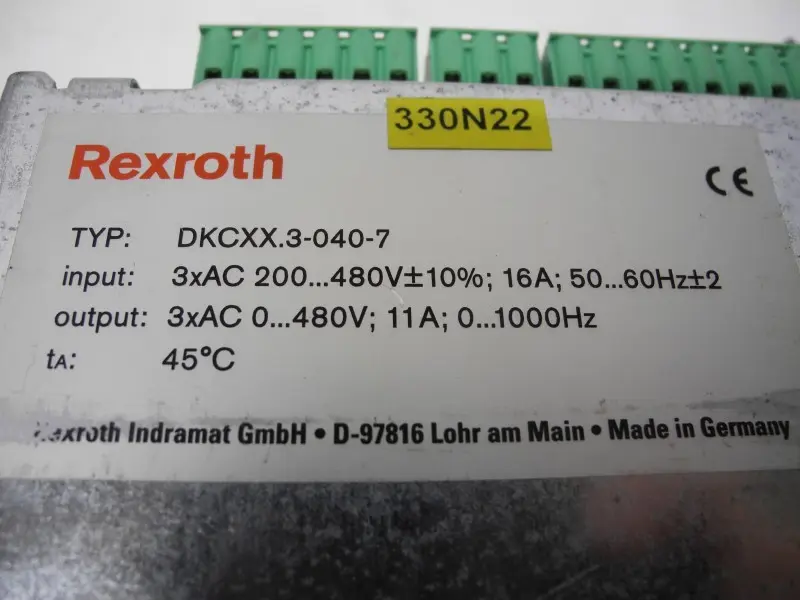 330N22
Rexroth
CE
TYP: DKCXX.3-040-7
input: 3xAC 200...480V±10%; 16A; 50...60Hz±2
output: 3xAC 0...480V; 11A; 0...1000Hz
tA: 45°C
Rexroth Indramat GmbH • D-97816 Lohr am Main • Made in Germany